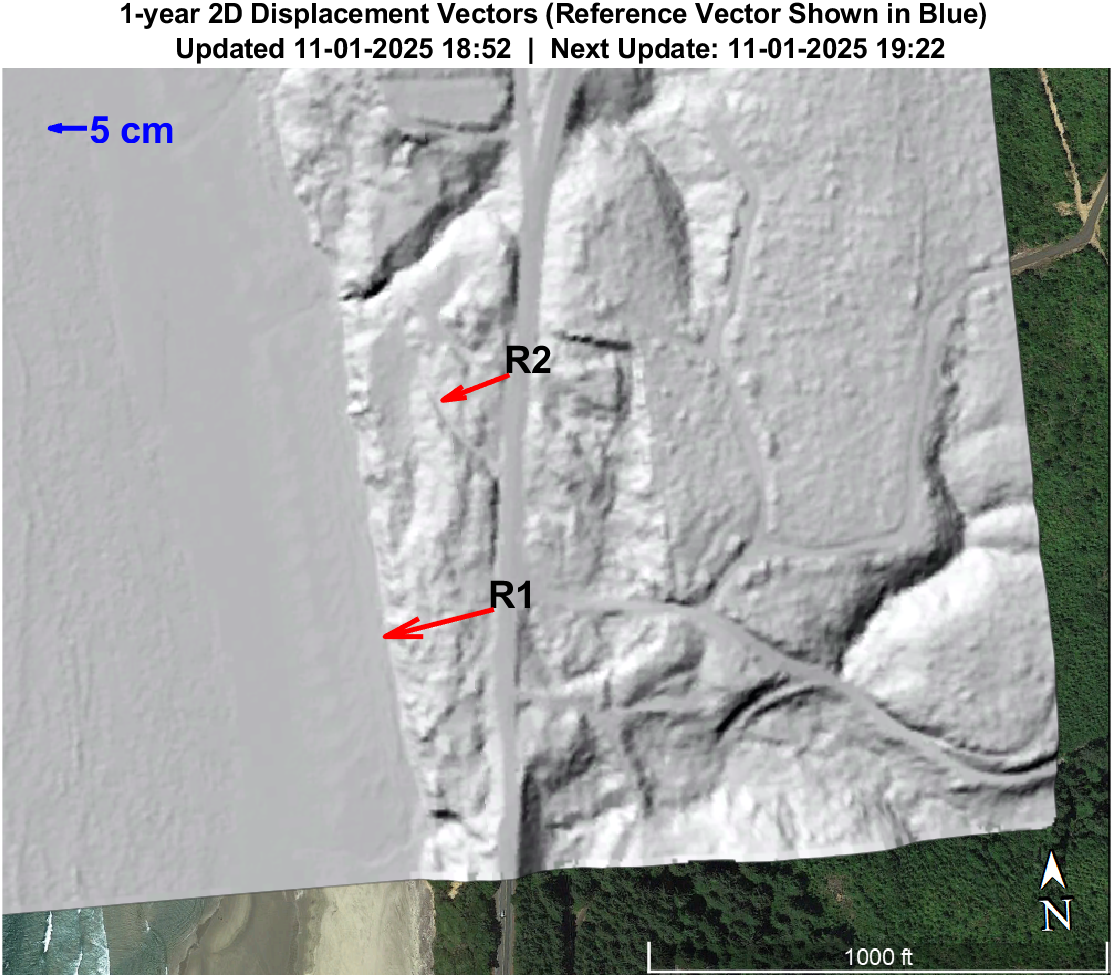 1-year 2D Displacement Vectors (Reference Vector Shown in Blue)
Updated 11-01-2025 18:52 | Next Update: 11-01-2025 19:22
5 cm
R2
R1
N
1000 ft